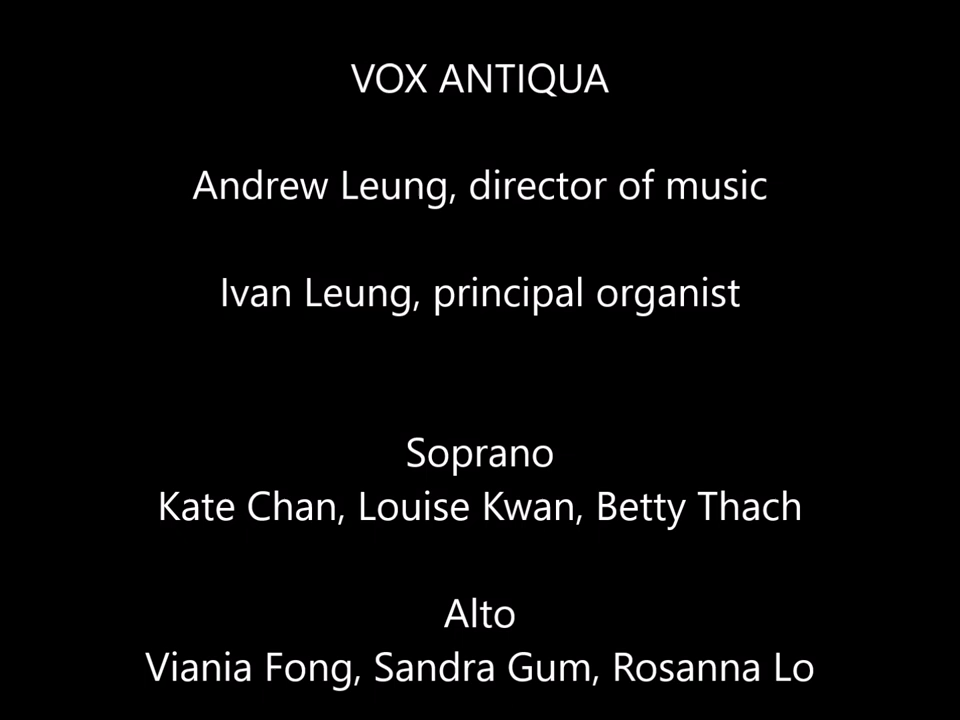 VOX ANTIQUA
Andrew Leung, director of music
Ivan Leung, principal organist
Soprano
Kate Chan, Louise Kwan, Betty Thach
Alto
Viania Fong, Sandra Gum, Rosanna Lo